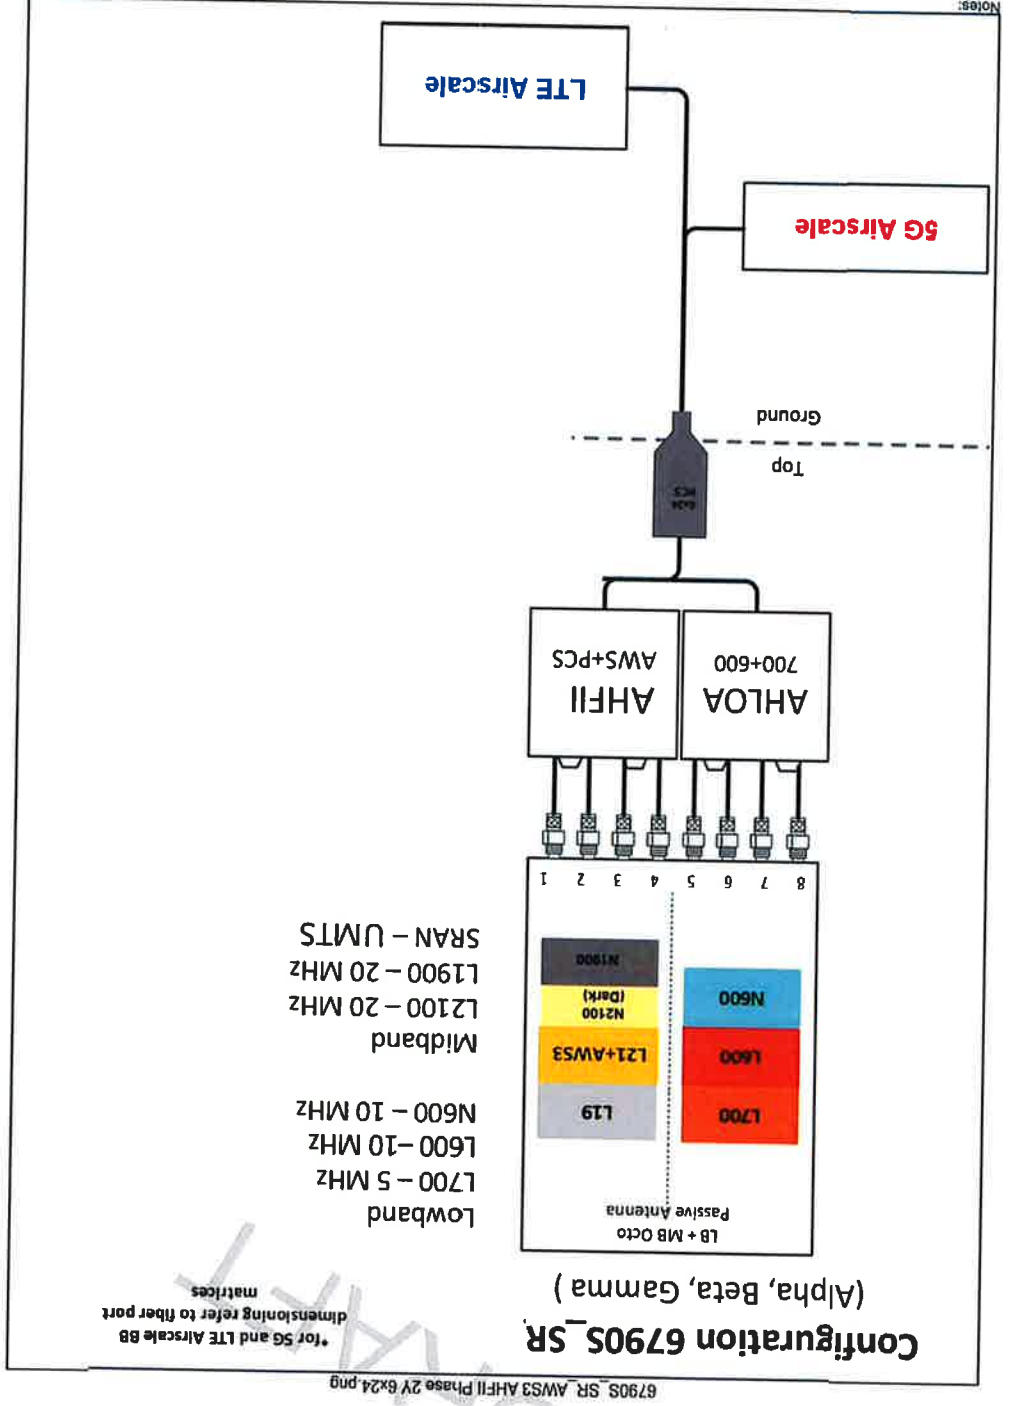 6790S_SR_AWS3 AHFII Phase 2Y 6x24.png
Configuration 6790S_SR
(Alpha, Beta, Gamma )
*for 5G and LTE Airscale BB
dimensioning refer to fiber port
matrices
LB + MB Octo
Passive Antenna
L700
L600
N600
L19
L21+AWS3
N2100
(Dark)
N1900
Lowband
L700 – 5 MHz
L600 –10 MHz
N600 – 10 MHz
Midband
L2100 – 20 MHz
L1900 – 20 MHz
SRAN – UMTS
8 7 6 5 4 3 2 1
AHLOA
700+600
AHFII
AWS+PCS
6x24
HCS
Top
Ground
5G Airscale
LTE Airscale
Notes: